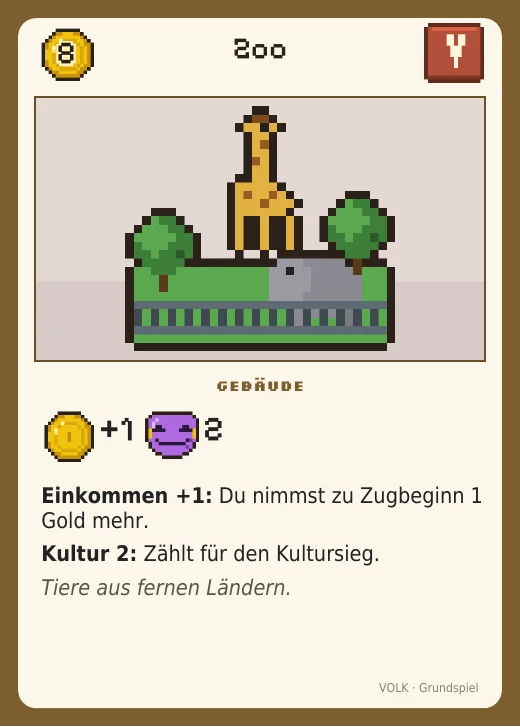 8
Zoo
GEBÄUDE
+1 2
Einkommen +1: Du nimmst zu Zugbeginn 1
Gold mehr.
Kultur 2: Zählt für den Kultursieg.
Tiere aus fernen Ländern.
VOLK · Grundspiel